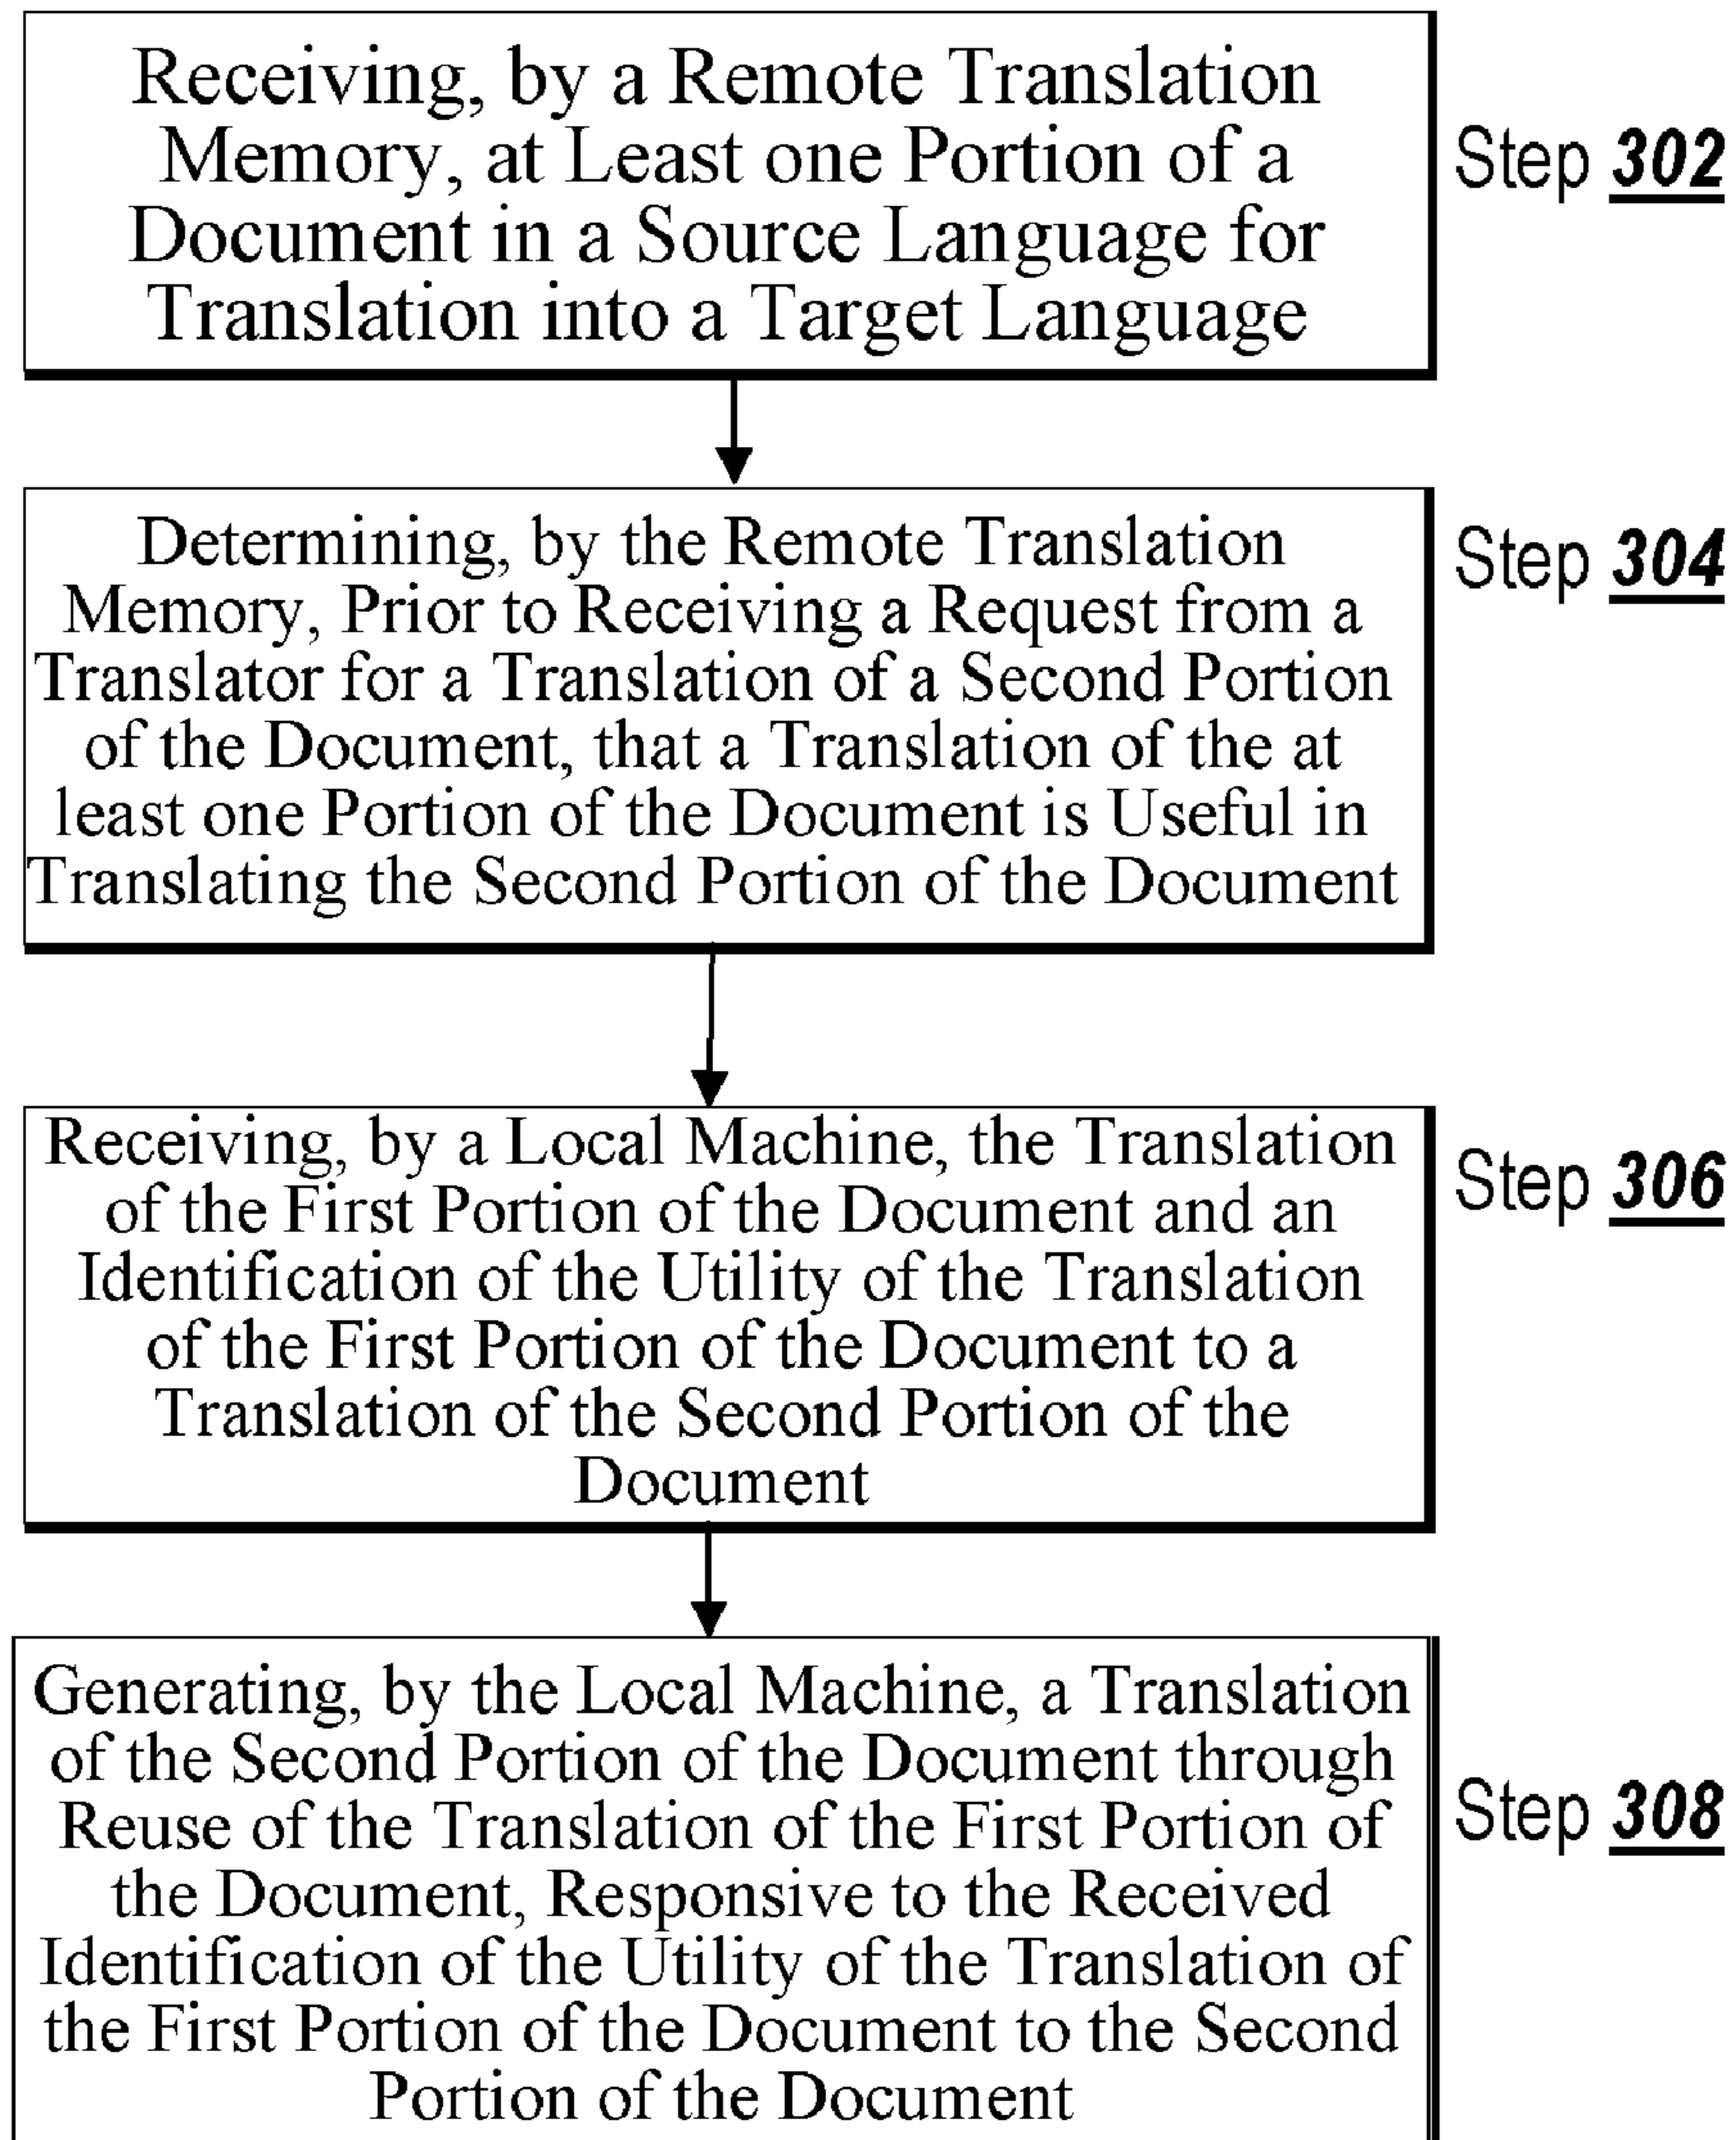 Receiving, by a Remote Translation
Memory, at Least one Portion of a
Document in a Source Language for
Translation into a Target Language
Step 302
Determining, by the Remote Translation
Memory, Prior to Receiving a Request from a
Translator for a Translation of a Second Portion
of the Document, that a Translation of the at
least one Portion of the Document is Useful in
Translating the Second Portion of the Document
Step 304
Receiving, by a Local Machine, the Translation
of the First Portion of the Document and an
Identification of the Utility of the Translation
of the First Portion of the Document to a
Translation of the Second Portion of the
Document
Step 306
Generating, by the Local Machine, a Translation
of the Second Portion of the Document through
Reuse of the Translation of the First Portion of
the Document, Responsive to the Received
Identification of the Utility of the Translation of
the First Portion of the Document to the Second
Portion of the Document
Step 308